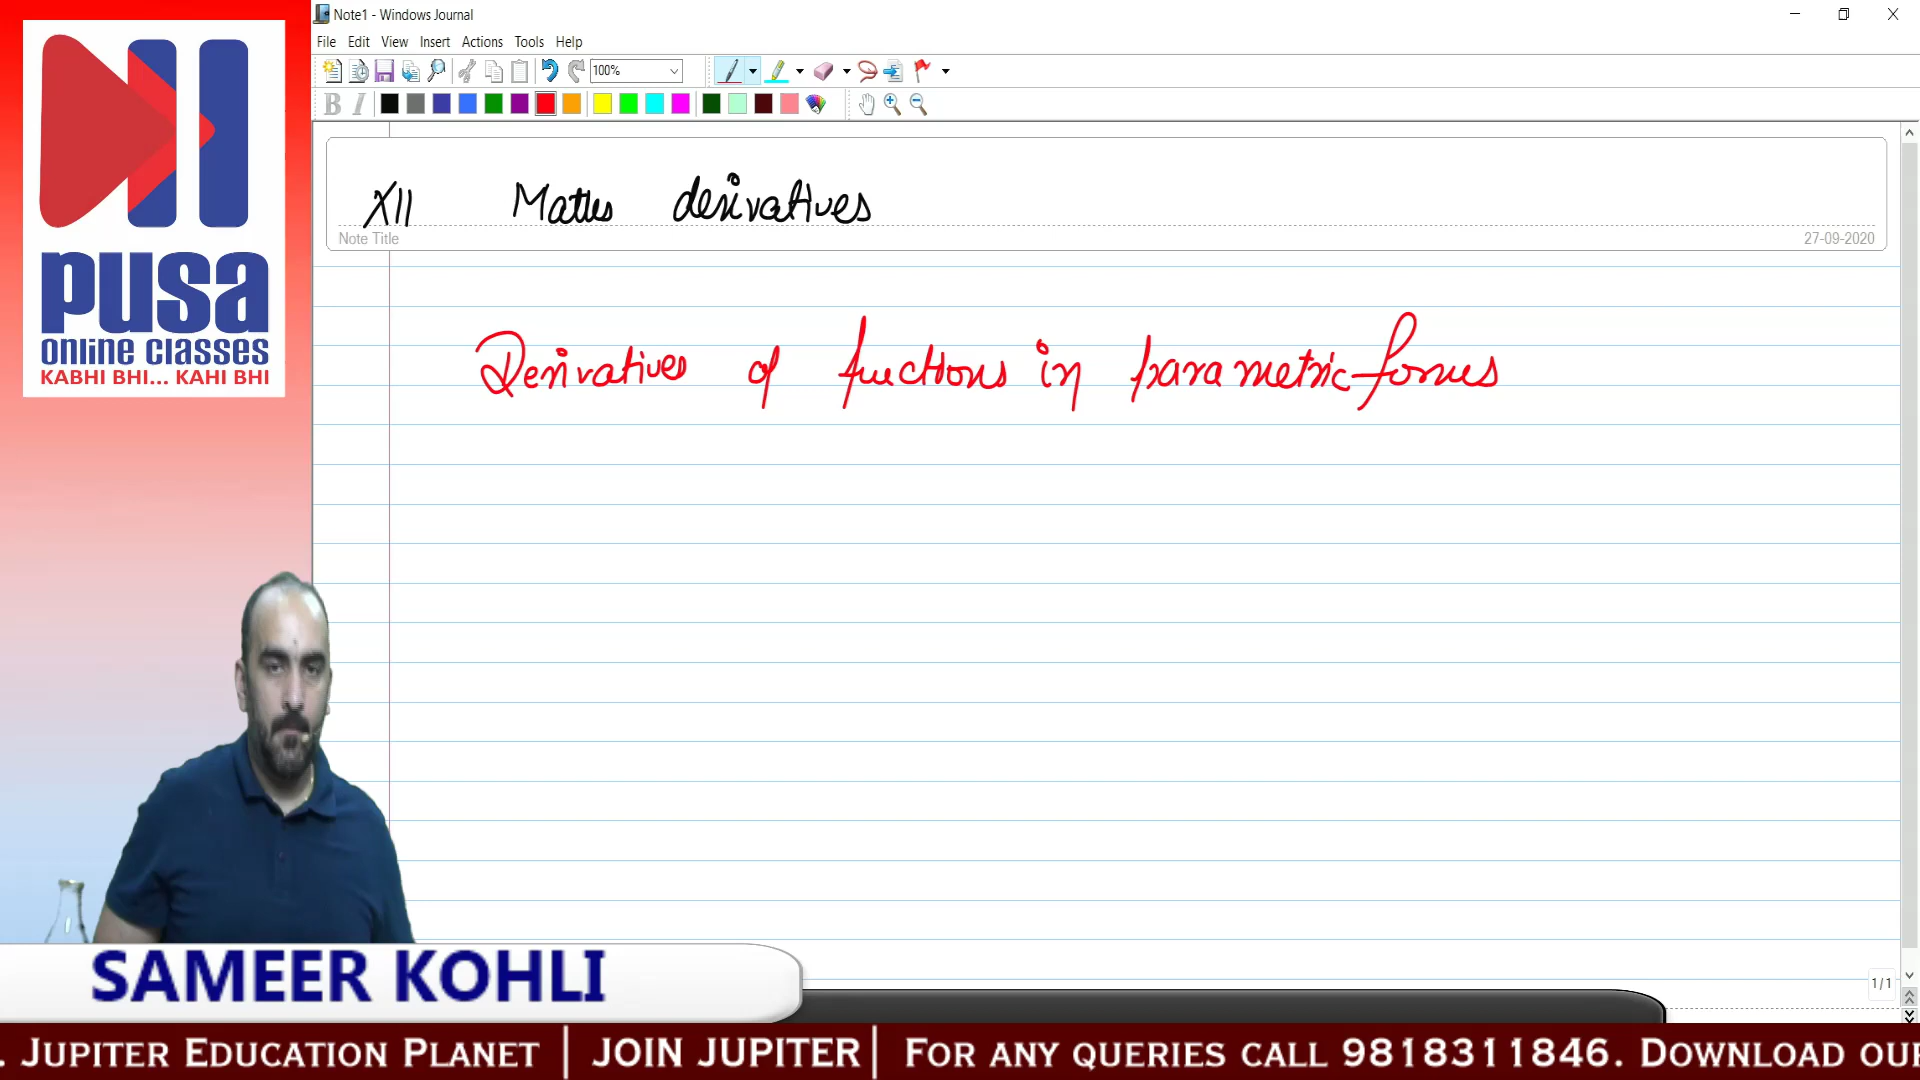 Note1 - Windows Journal
File Edit View Insert Actions Tools Help
100%
B I
XII Maths derivatives
Note Title
27-09-2020
Derivatives of functions in parametric forms
PUSA
ONLINE CLASSES
KABHI BHI... KAHI BHI
SAMEER KOHLI
1/1
. JUPITER EDUCATION PLANET | JOIN JUPITER | FOR ANY QUERIES CALL 9818311846. DOWNLOAD OUR